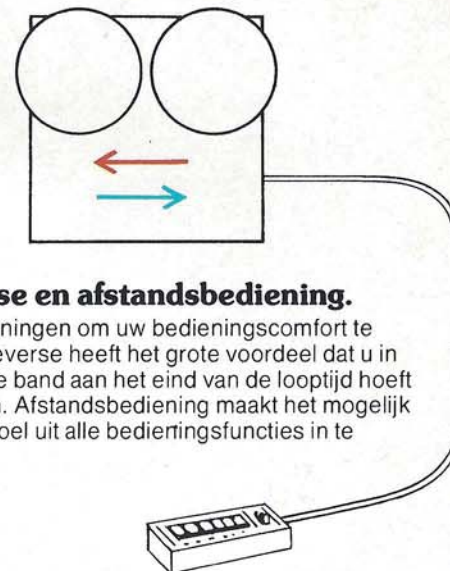 se en afstandsbediening.
ningen om uw bedieningscomfort te
everse heeft het grote voordeel dat u in
e band aan het eind van de looptijd hoeft
. Afstandsbediening maakt het mogelijk
oel uit alle bedieningsfuncties in te